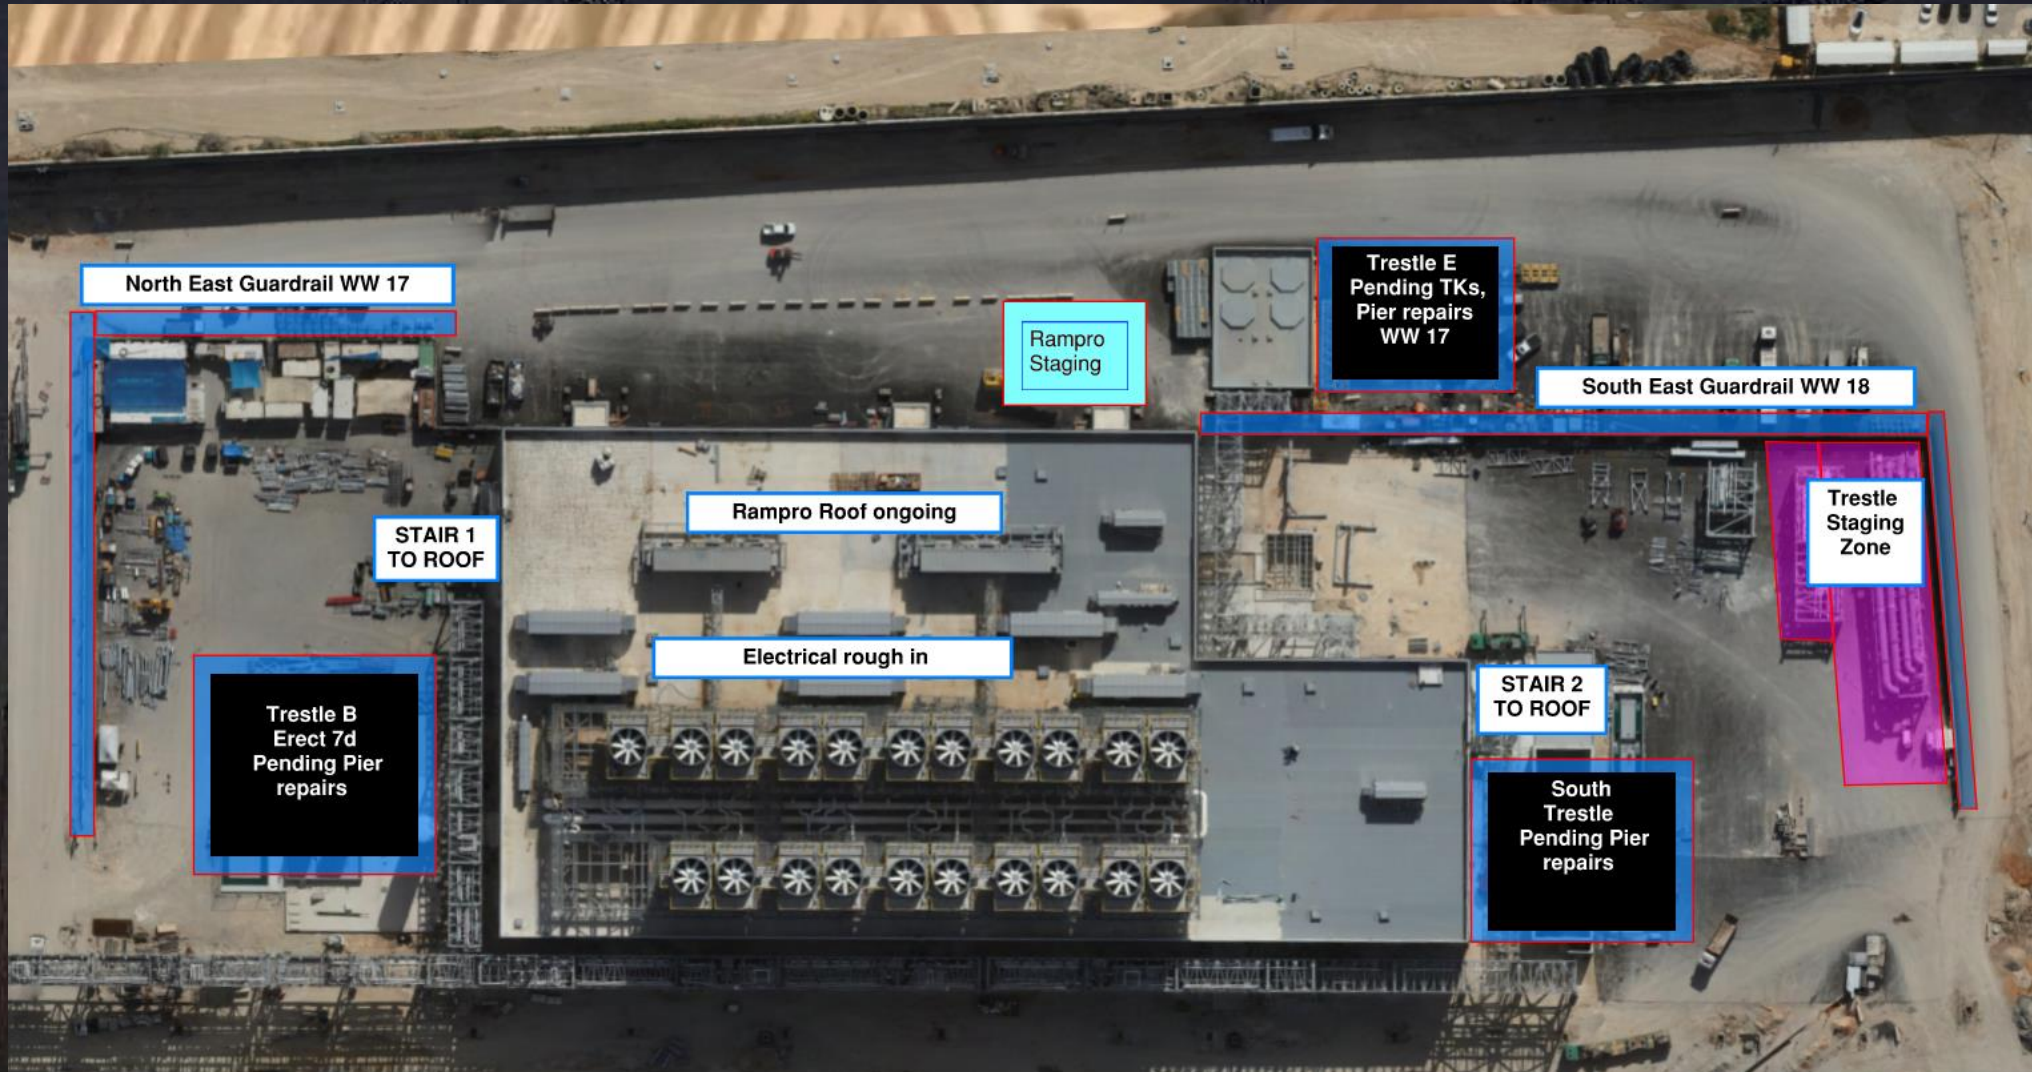 North East Guardrail WW 17
Trestle E
Pending TKs,
Pier repairs
WW 17
Rampro
Staging
South East Guardrail WW 18
Rampro Roof ongoing
Trestle
Staging
Zone
STAIR 1
TO ROOF
Electrical rough in
STAIR 2
TO ROOF
Trestle B
Erect 7d
Pending Pier
repairs
South
Trestle
Pending Pier
repairs